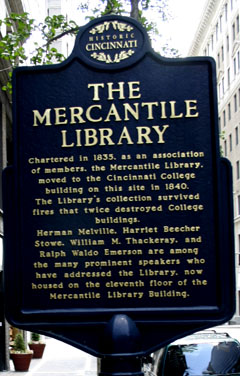 HISTORIC
CINCINNATI
THE
MERCANTILE
LIBRARY
Chartered in 1835, as an association
of members, the Mercantile Library,
moved to the Cincinnati College
building on this site in 1840.
The Library's collection survived
fires that twice destroyed College
buildings.
Herman Melville, Harriet Beecher
Stowe, William M. Thackeray, and
Ralph Waldo Emerson are among
the many prominent speakers who
have addressed the Library, now
housed on the eleventh floor of the
Mercantile Library Building.